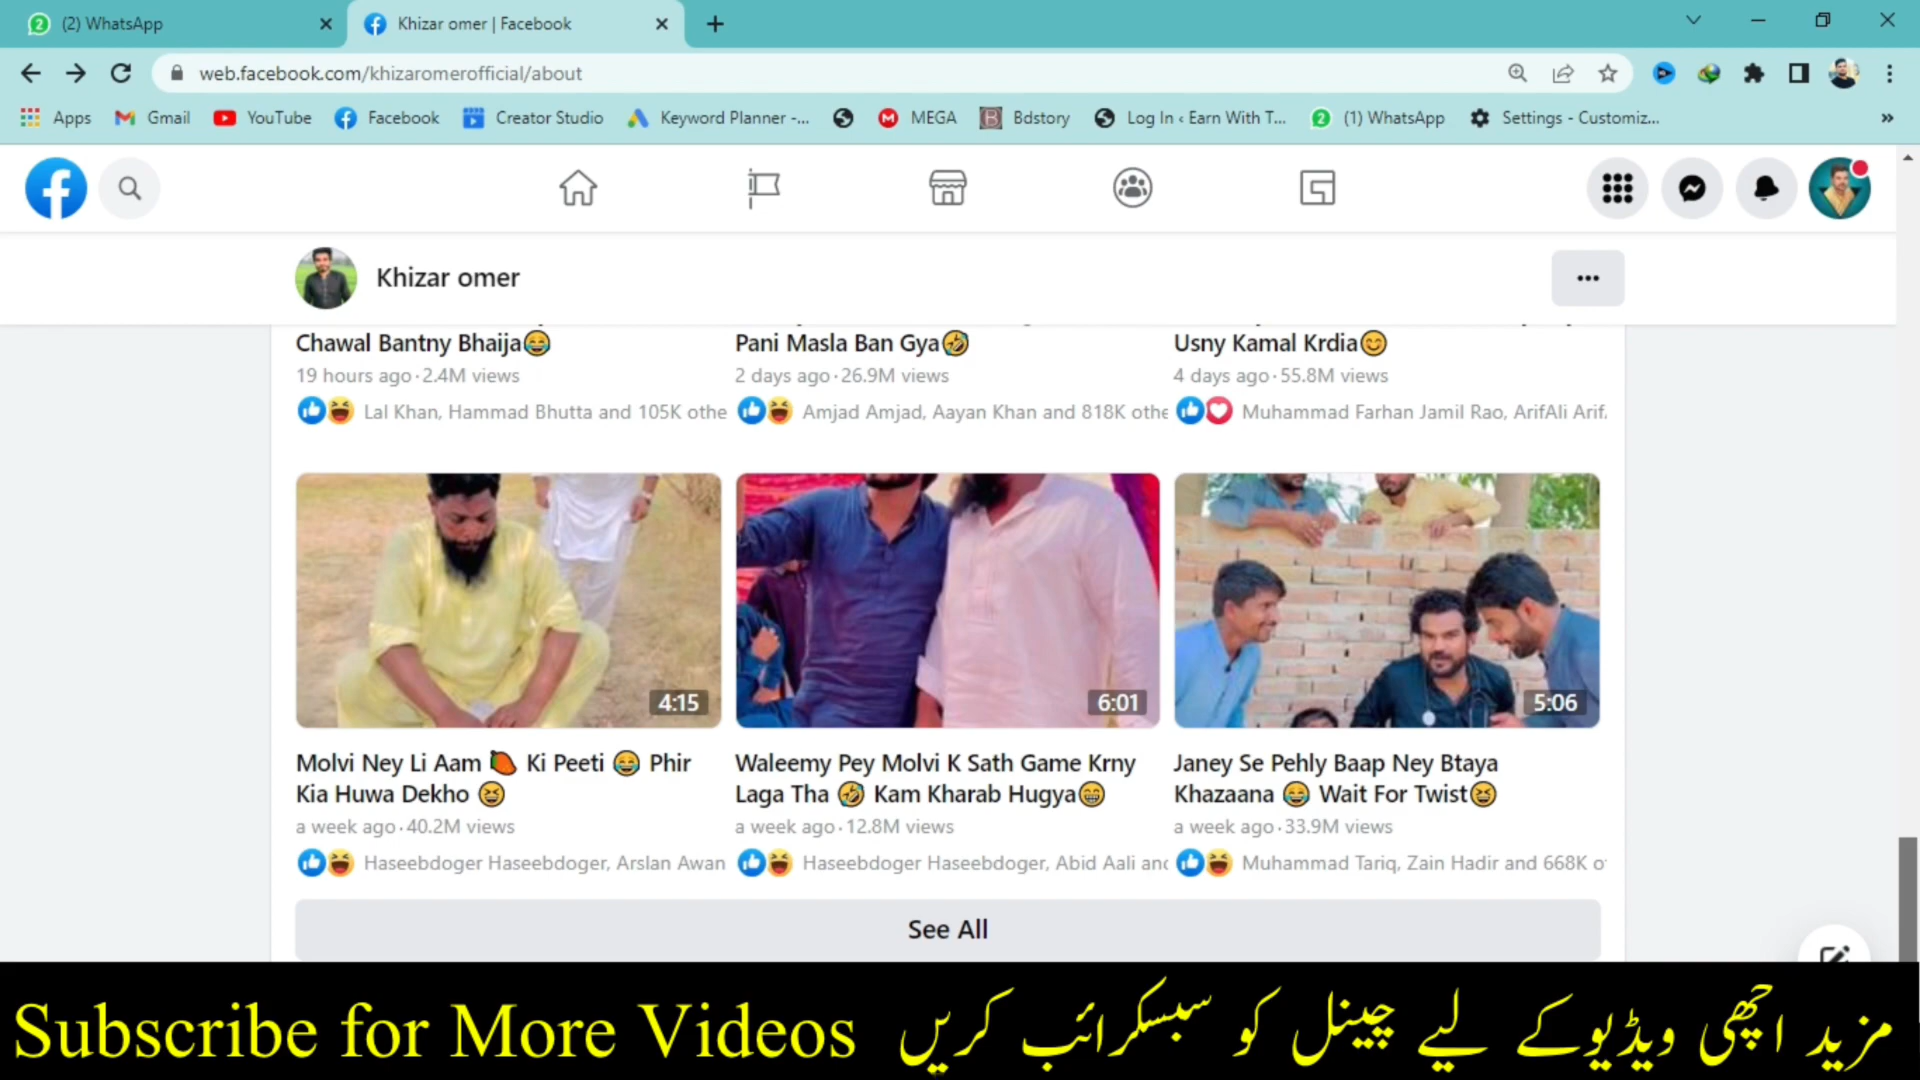 (2) WhatsApp
Khizar omer | Facebook
web.facebook.com/khizaromerofficial/about
Apps
Gmail
YouTube
Facebook
Creator Studio
Keyword Planner -...
MEGA
Bdstory
Log In ‹ Earn With T...
(1) WhatsApp
Settings - Customiz...
Khizar omer
Chawal Bantny Bhaija😂
19 hours ago · 2.4M views
Lal Khan, Hammad Bhutta and 105K othe
Pani Masla Ban Gya🤣
2 days ago · 26.9M views
Amjad Amjad, Aayan Khan and 818K othe
Usny Kamal Krdia😊
4 days ago · 55.8M views
Muhammad Farhan Jamil Rao, ArifAli Arif.
4:15
6:01
5:06
Molvi Ney Li Aam 🥭 Ki Peeti 😂 Phir
Kia Huwa Dekho 😆
a week ago · 40.2M views
Haseebdoger Haseebdoger, Arslan Awan
Waleemy Pey Molvi K Sath Game Krny
Laga Tha 🤣 Kam Kharab Hugya😁
a week ago · 12.8M views
Haseebdoger Haseebdoger, Abid Aali and
Janey Se Pehly Baap Ney Btaya
Khazaana 😂 Wait For Twist😆
a week ago · 33.9M views
Muhammad Tariq, Zain Hadir and 668K o
See All
Subscribe for More Videos
مزید اچھی ویڈیوکے لیے چینل کو سبسکرائب کریں